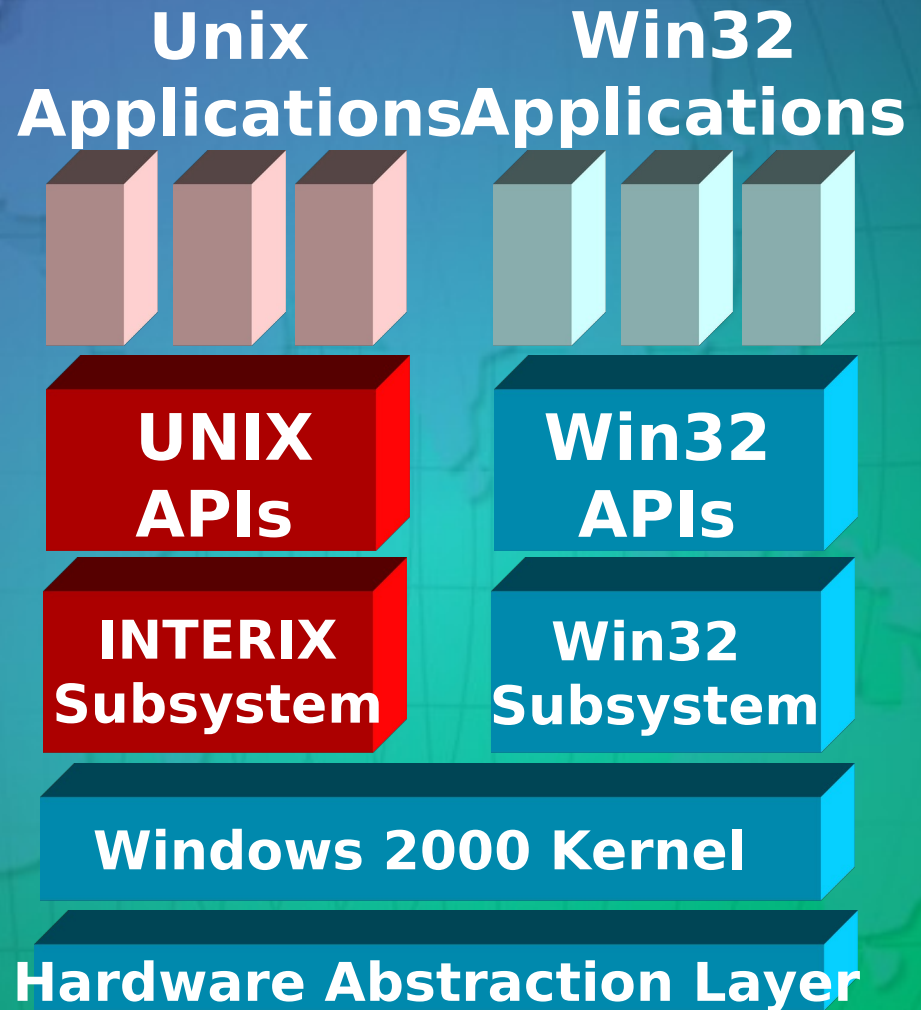 Unix
Applications
Win32
Applications
UNIX
APIs
Win32
APIs
INTERIX
Subsystem
Win32
Subsystem
Windows 2000 Kernel
Hardware Abstraction Layer